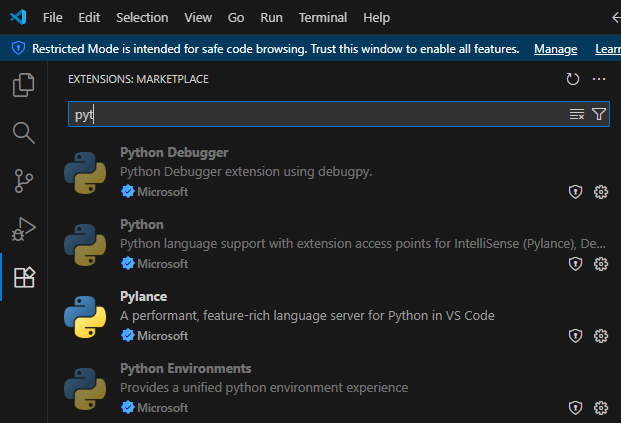 File Edit Selection View Go Run Terminal Help
Restricted Mode is intended for safe code browsing. Trust this window to enable all features. Manage Learn
EXTENSIONS: MARKETPLACE
pyt
Python Debugger
Python Debugger extension using debugpy.
Microsoft
Python
Python language support with extension access points for IntelliSense (Pylance), De...
Microsoft
Pylance
A performant, feature-rich language server for Python in VS Code
Microsoft
Python Environments
Provides a unified python environment experience
Microsoft